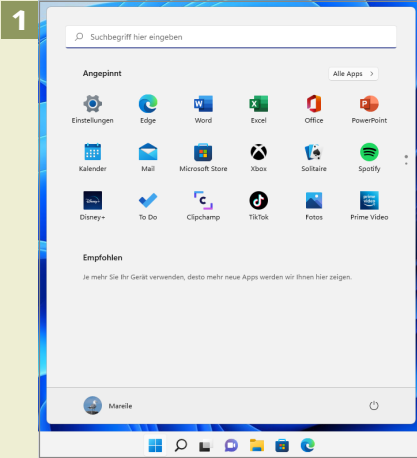 1
Suchbegriff hier eingeben
Angepinnt
Alle Apps >
Einstellungen Edge Word Excel Office PowerPoint
Kalender Mail Microsoft Store Xbox Solitaire Spotify
Disney+ To Do Clipchamp TikTok Fotos Prime Video
Empfohlen
Je mehr Sie Ihr Gerät verwenden, desto mehr neue Apps werden wir Ihnen hier zeigen.
Mareile